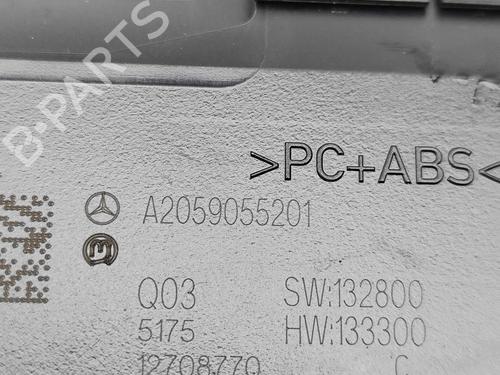 B-PARTS
>PC+ABS<
A2059055201
Q03 SW:132800
5175 HW:133300
12708770 C